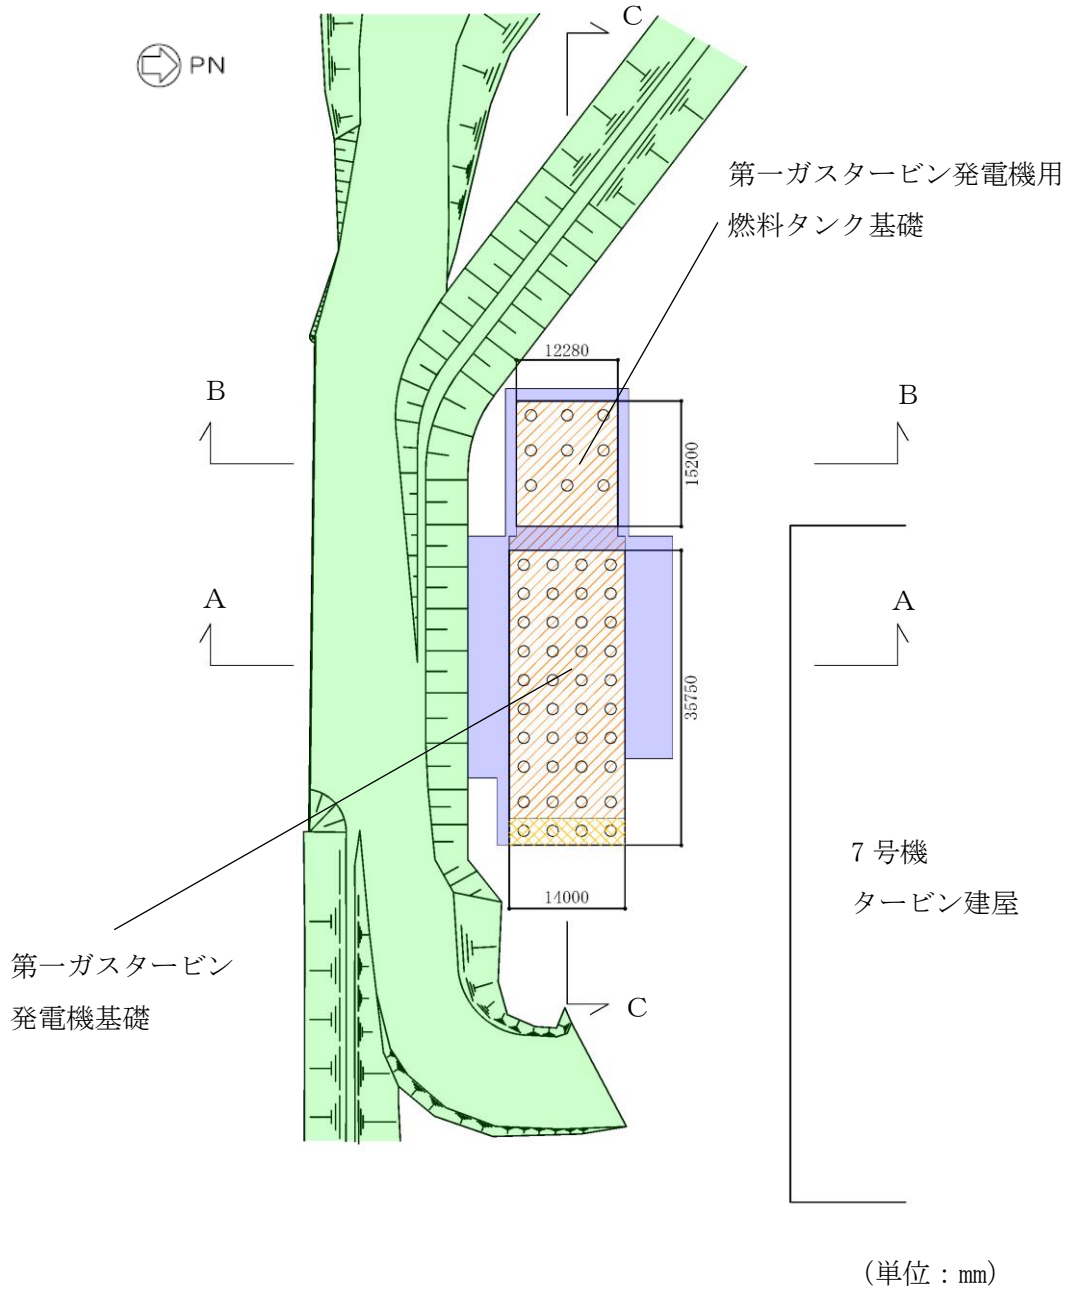 C
PN
第一ガスタービン発電機用
燃料タンク基礎
12280
B
B
15200
A
A
35750
7号機
タービン建屋
14000
第一ガスタービン
発電機基礎
C
（単位：㎜）